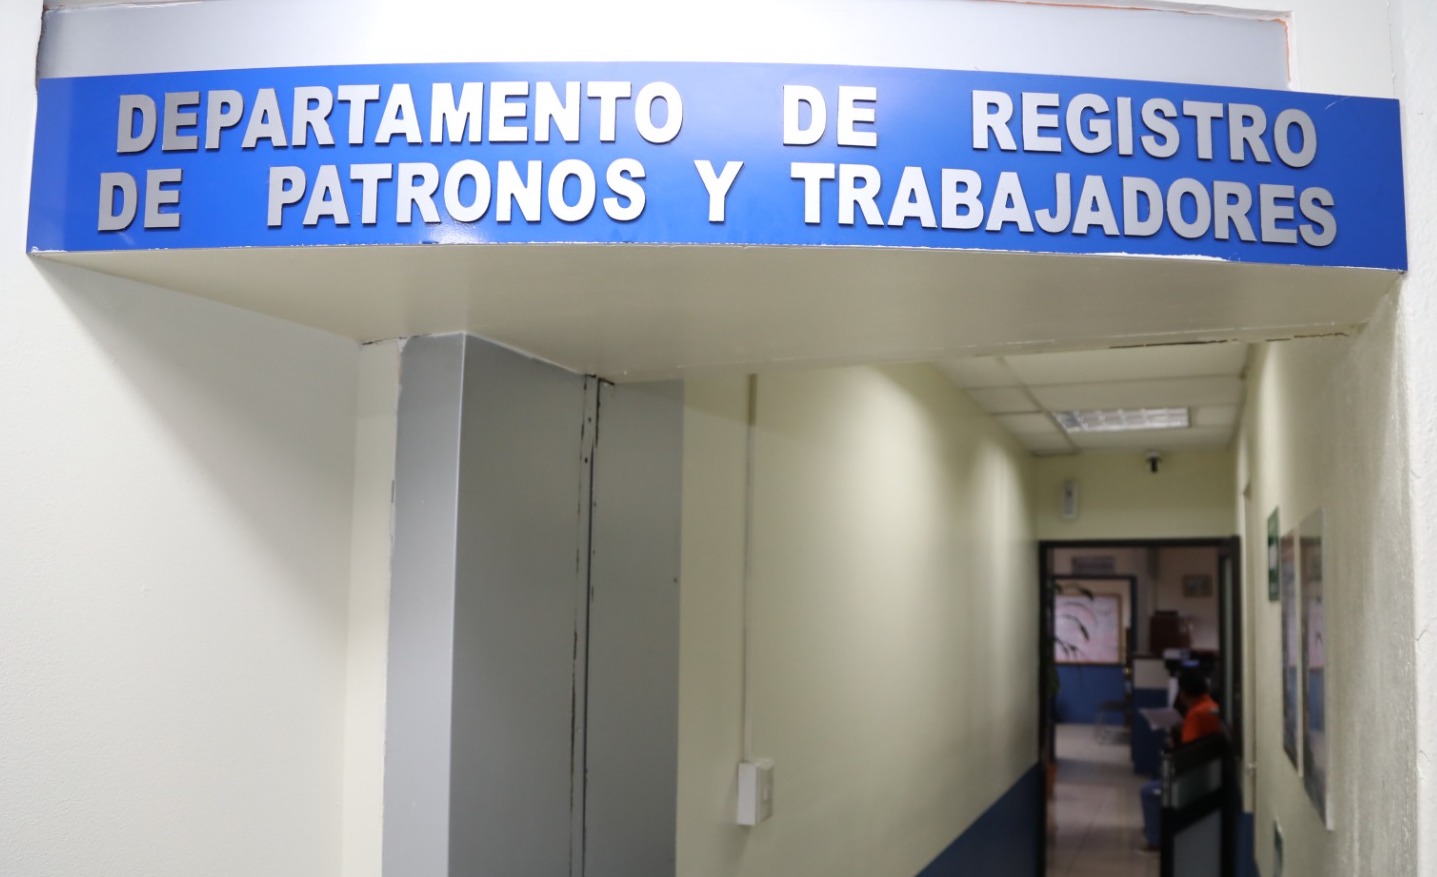 DEPARTAMENTO DE REGISTRO
DE PATRONOS Y TRABAJADORES